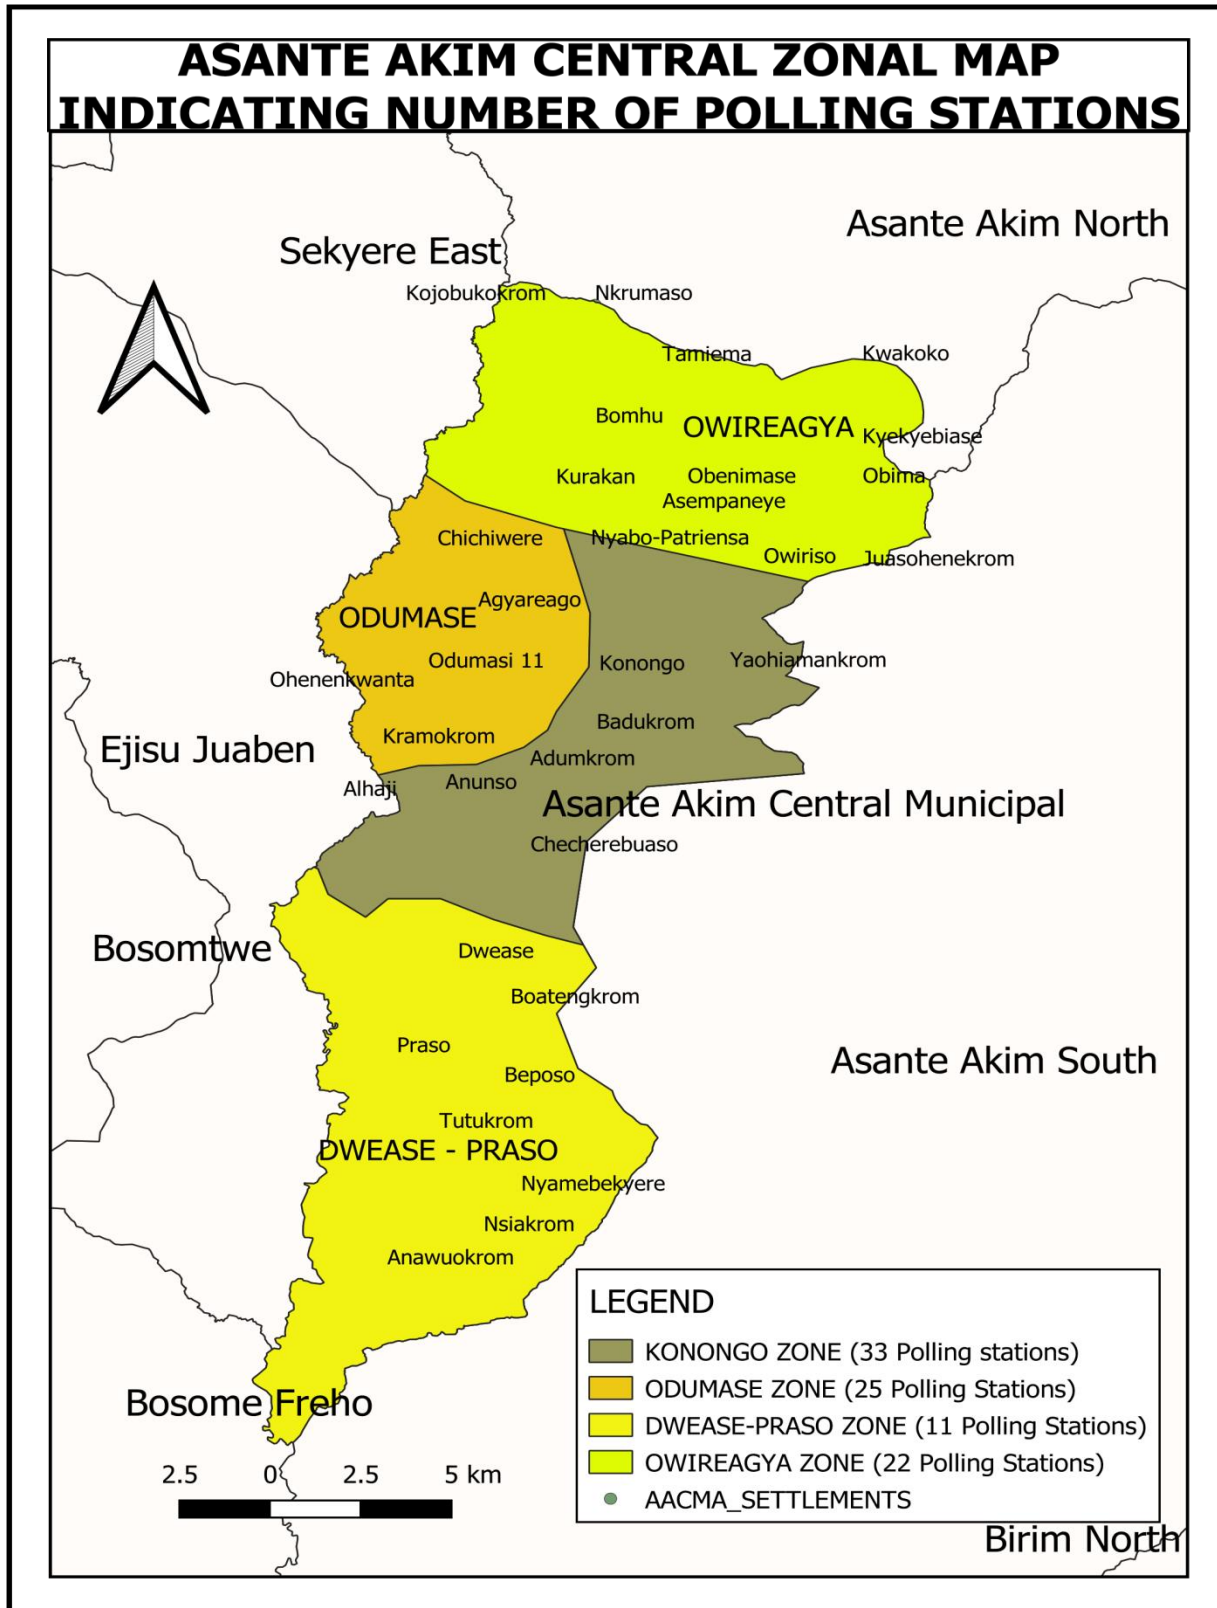 ASANTE AKIM CENTRAL ZONAL MAP
INDICATING NUMBER OF POLLING STATIONS
Asante Akim North
Sekyere East
Kojobukokrom
Nkrumaso
Tamiema
Kwakoko
Bomhu
OWIREAGYA
Kyekyebiase
Kurakan
Obenimase
Obima
Asempaneye
Chichiwere
Nyabo-Patriensa
Owiriso
Juasohenekrom
Agyareago
ODUMASE
Odumasi 11
Konongo
Yaohiamankrom
Ohenenkwanta
Badukrom
Kramokrom
Ejisu Juaben
Adumkrom
Alhaji
Anunso
Asante Akim Central Municipal
Checherebuaso
Bosomtwe
Dwease
Boatengkrom
Praso
Asante Akim South
Beposo
Tutukrom
DWEASE - PRASO
Nyamebekyere
Nsiakrom
Anawuokrom
Bosome Freho
LEGEND
KONONGO ZONE (33 Polling stations)
ODUMASE ZONE (25 Polling Stations)
DWEASE-PRASO ZONE (11 Polling Stations)
OWIREAGYA ZONE (22 Polling Stations)
AACMA_SETTLEMENTS
2.5 0 2.5 5 km
Birim North